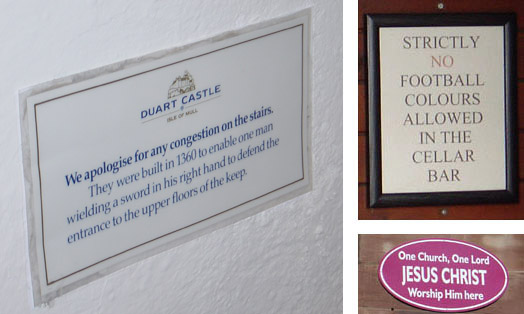 DUART CASTLE
ISLE OF MULL
We apologise for any congestion on the stairs.
They were built in 1360 to enable one man
wielding a sword in his right hand to defend the
entrance to the upper floors of the keep.
STRICTLY
NO
FOOTBALL
COLOURS
ALLOWED
IN THE
CELLAR
BAR
One Church, One Lord
JESUS CHRIST
Worship Him here